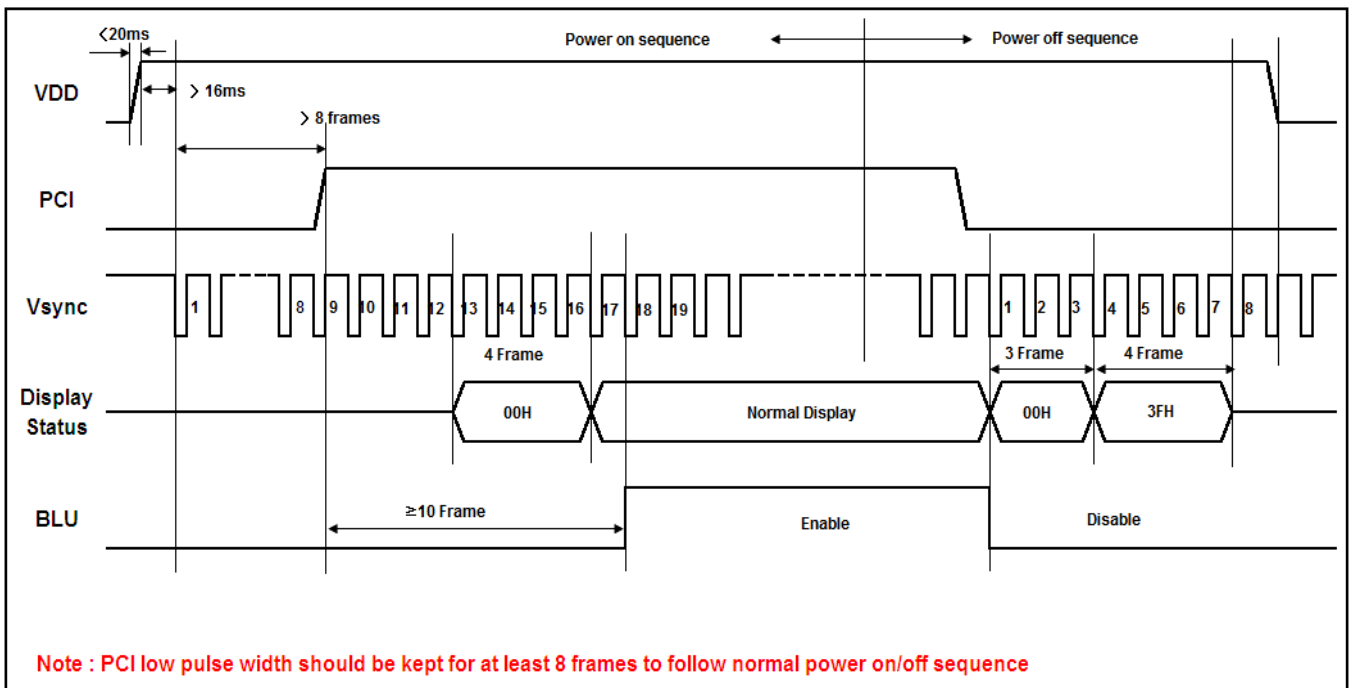 <20ms
Power on sequence
Power off sequence
VDD
> 16ms
> 8 frames
PCI
Vsync
1
8 9 10 11 12 13 14 15 16 17 18 19
1 2 3 4 5 6 7 8
4 Frame
3 Frame
4 Frame
Display
Status
00H
Normal Display
00H
3FH
BLU
≥10 Frame
Enable
Disable
Note : PCI low pulse width should be kept for at least 8 frames to follow normal power on/off sequence